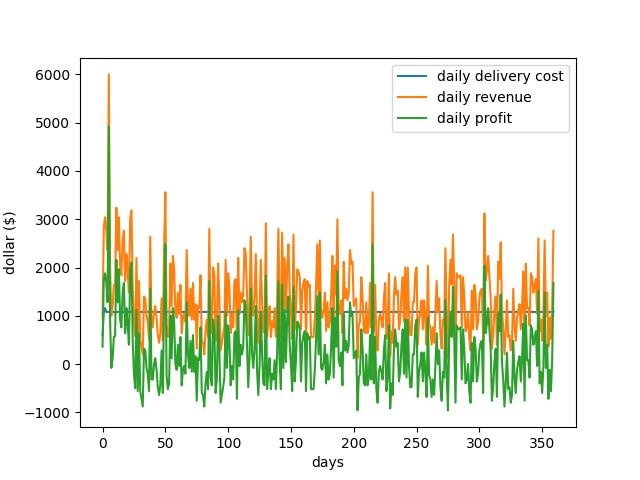 daily delivery cost
daily revenue
daily profit
6000
5000
4000
3000
2000
1000
0
−1000
dollar ($)
0 50 100 150 200 250 300 350
days